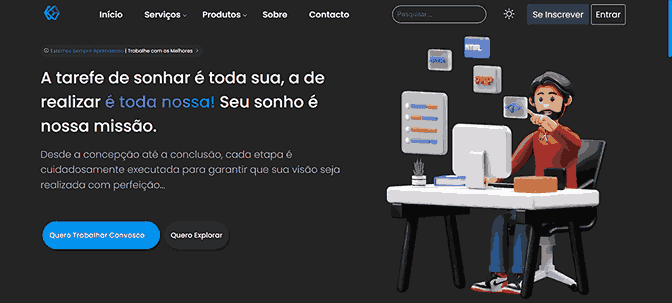 Início Serviços Produtos Sobre Contacto Pesquisar... Se Inscrever Entrar
Estamos Sempre Aprendendo | Trabalhe com os Melhores >
A tarefe de sonhar é toda sua, a de
realizar é toda nossa! Seu sonho é
nossa missão.
Desde a concepção até a conclusão, cada etapa é
cuidadosamente executada para garantir que sua visão seja
realizada com perfeição...
Quero Trabalhar Convosco Quero Explorar
HTML
PHP